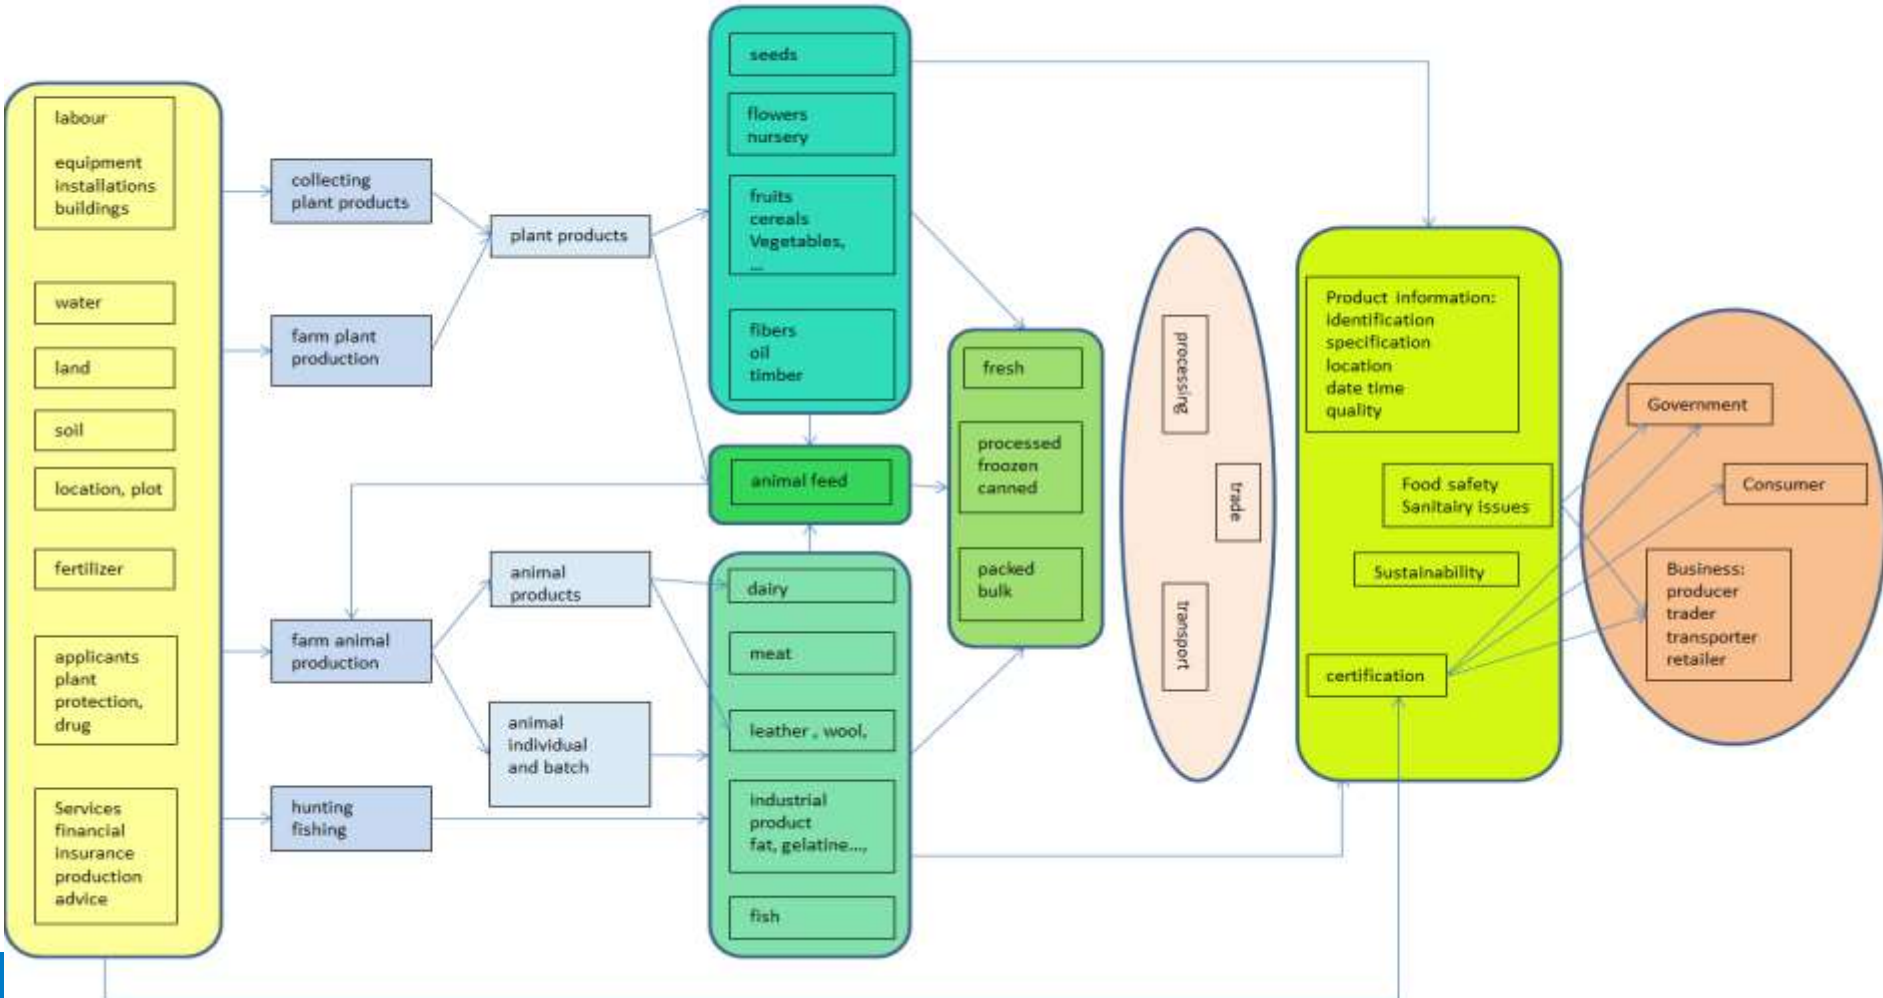 labour
equipment
installations
buildings
water
land
soil
location, plot
fertilizer
applicants
plant
protection,
drug
Services
financial
insurance
production
advice
collecting
plant products
farm plant
production
farm animal
production
hunting
fishing
plant products
animal
products
animal
individual
and batch
seeds
flowers
nursery
fruits
cereals
Vegetables,
...
fibers
oil
timber
animal feed
dairy
meat
leather , wool,
industrial
product
fat, gelatine...,
fish
fresh
processed
froozen
canned
packed
bulk
processing
trade
transport
Product information:
identification
specification
location
date time
quality
Food safety
Sanitairy issues
Sustainability
certification
Government
Consumer
Business:
producer
trader
transporter
retailer